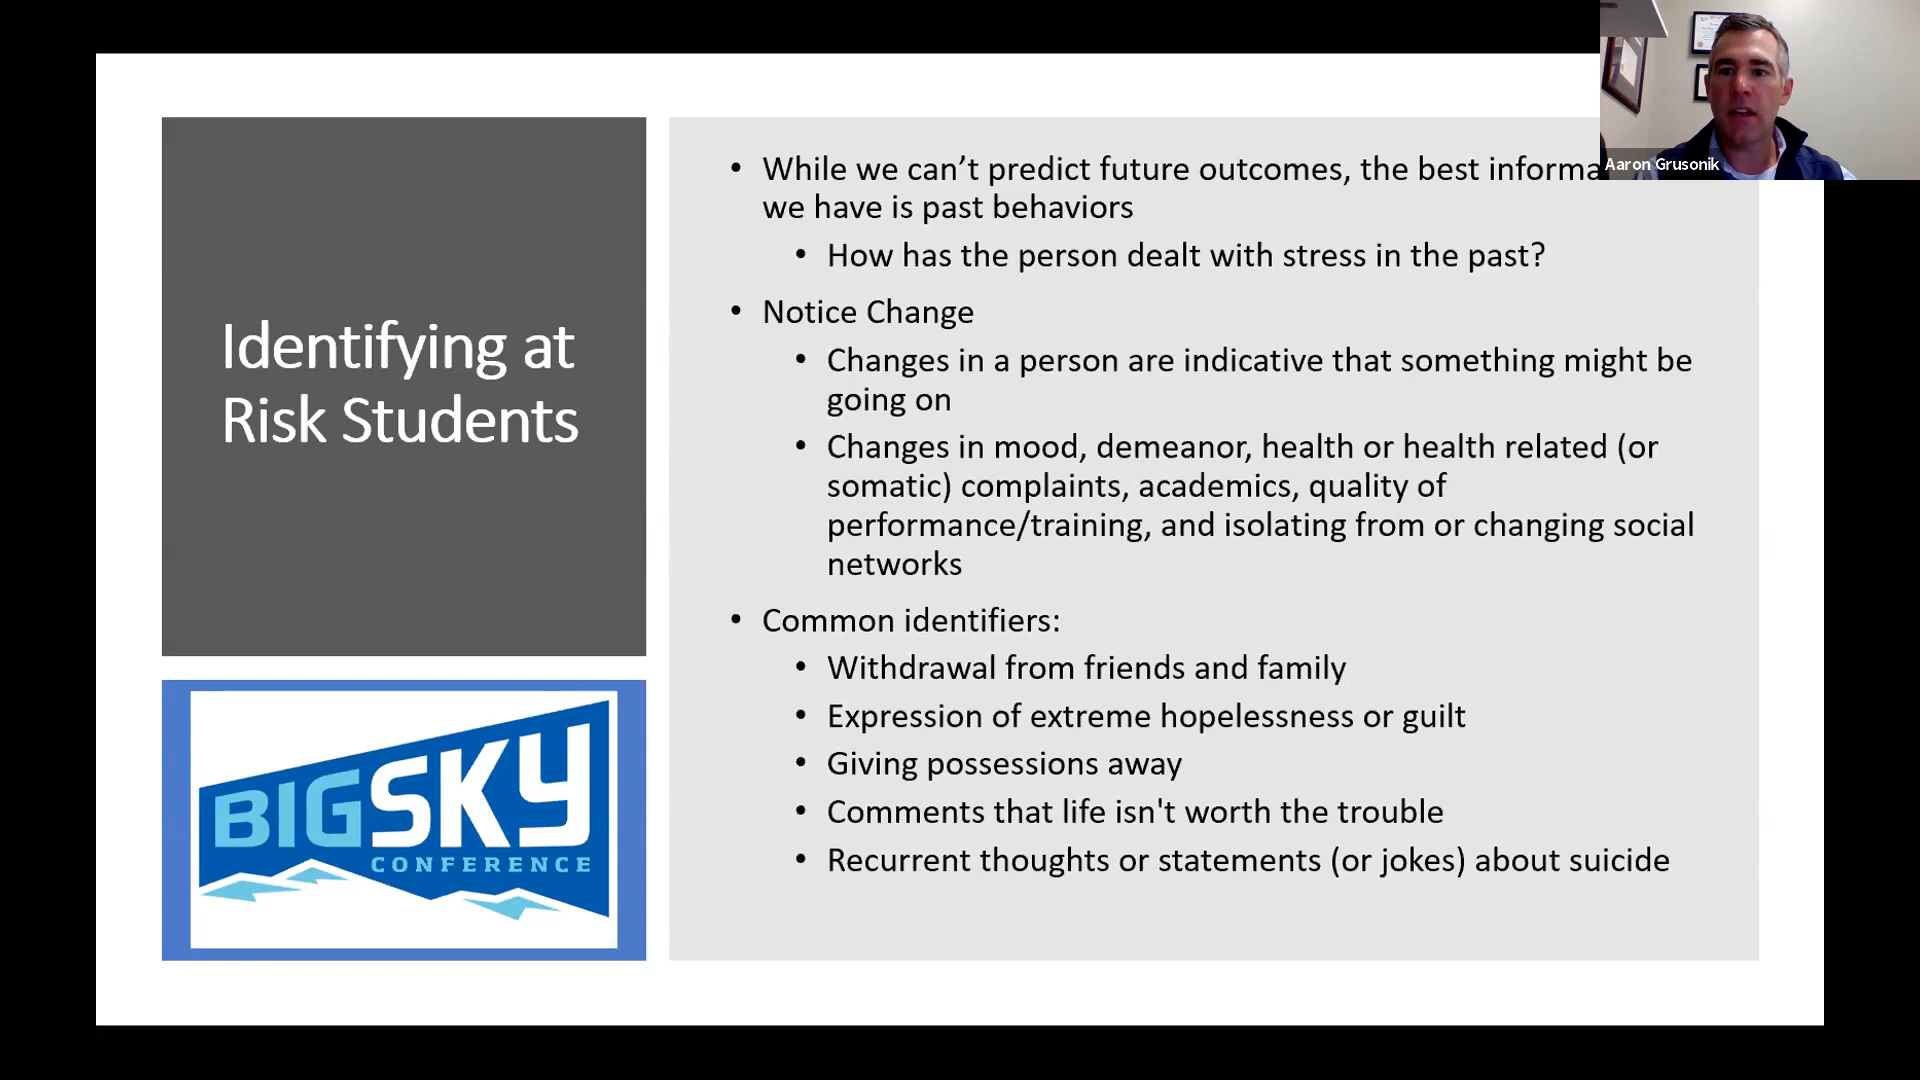 Aaron Grusonik
Identifying at
Risk Students
BIGSKY
CONFERENCE
• While we can’t predict future outcomes, the best
we have is past behaviors
• How has the person dealt with stress in the past?
• Notice Change
• Changes in a person are indicative that something might be
going on
• Changes in mood, demeanor, health or health related (or
somatic) complaints, academics, quality of
performance/training, and isolating from or changing social
networks
• Common identifiers:
• Withdrawal from friends and family
• Expression of extreme hopelessness or guilt
• Giving possessions away
• Comments that life isn't worth the trouble
• Recurrent thoughts or statements (or jokes) about suicide